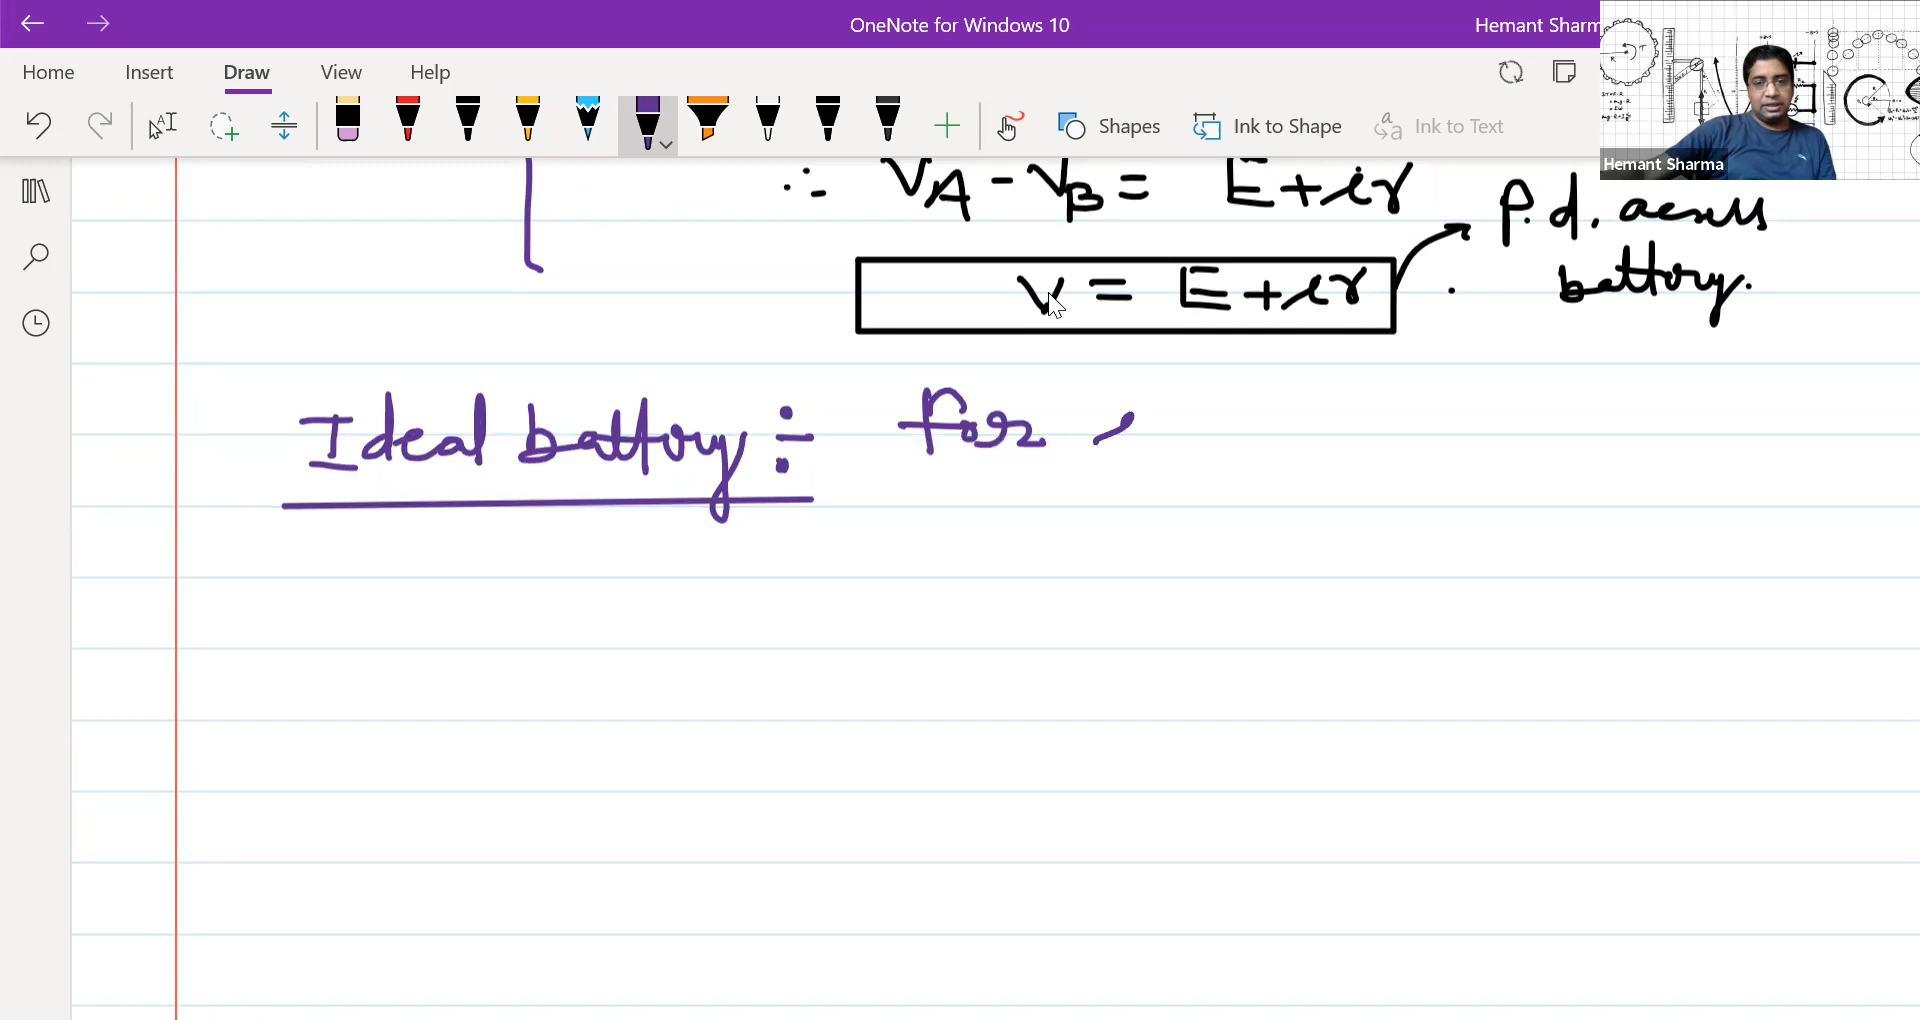 OneNote for Windows 10
Hemant Sharm
Home Insert Draw View Help
Shapes Ink to Shape Ink to Text
Hemant Sharma
∴ VA - VB = E + ir
V = E + ir
P.d. across
battery.
Ideal battery ÷ for